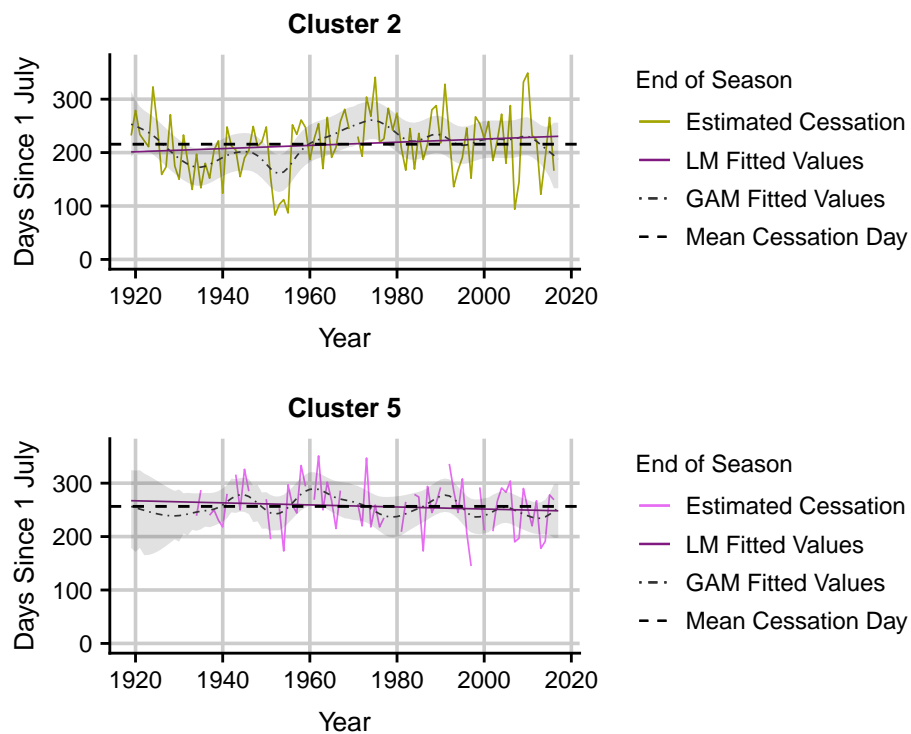 Cluster 2
Days Since 1 July
300
200
100
0
1920
1940
1960
1980
2000
2020
Year
End of Season
Estimated Cessation
LM Fitted Values
GAM Fitted Values
Mean Cessation Day
Cluster 5
Days Since 1 July
300
200
100
0
1920
1940
1960
1980
2000
2020
Year
End of Season
Estimated Cessation
LM Fitted Values
GAM Fitted Values
Mean Cessation Day